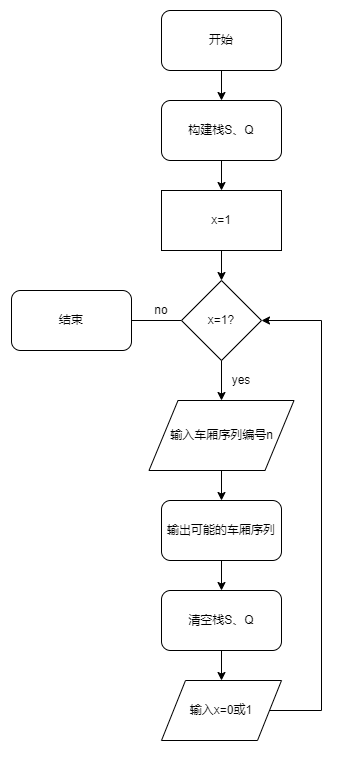 开始
构建栈S、Q
x=1
x=1?
no
结束
yes
输入车厢序列编号n
输出可能的车厢序列
清空栈S、Q
输入x=0或1